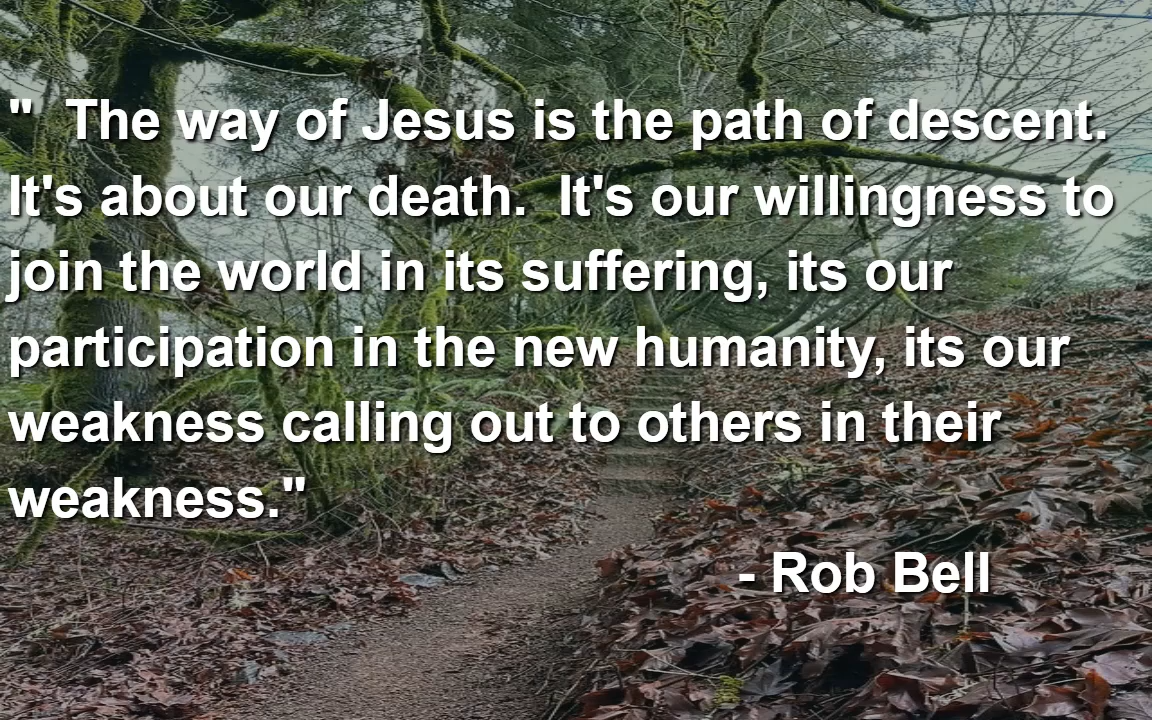 "  The way of Jesus is the path of descent.
It's about our death.  It's our willingness to
join the world in its suffering, its our
participation in the new humanity, its our
weakness calling out to others in their
weakness."
- Rob Bell